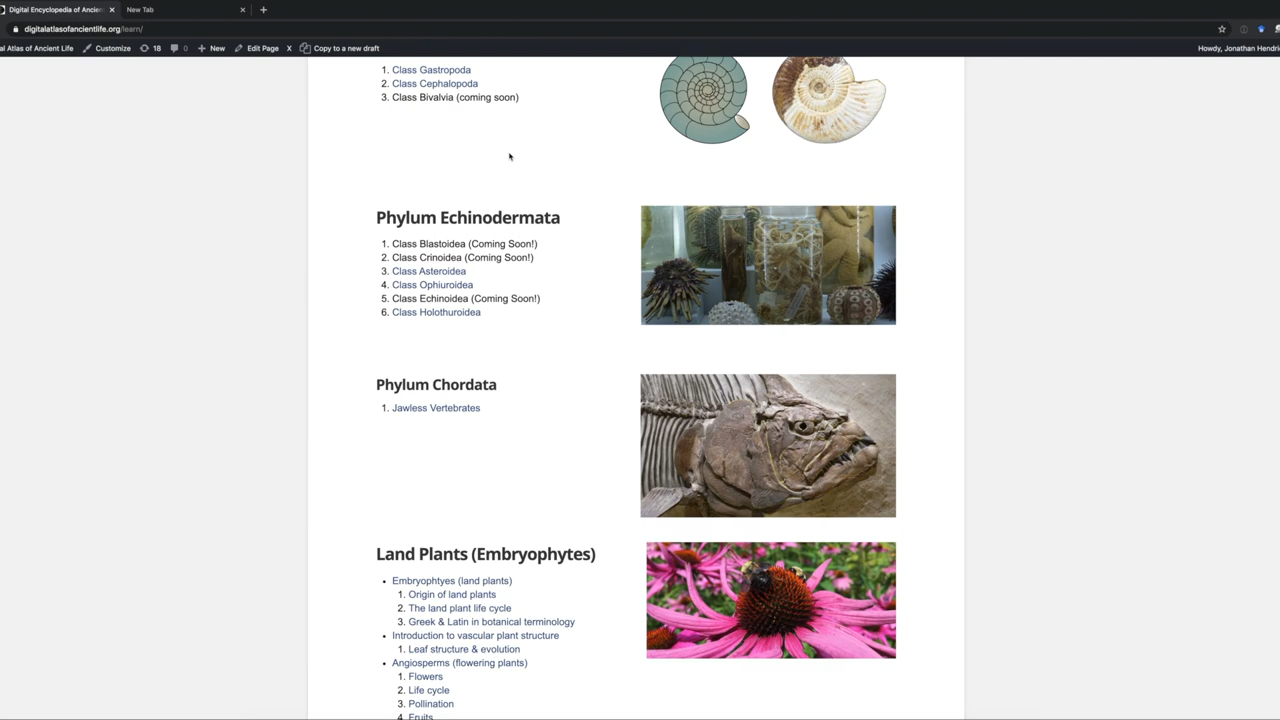 Digital Encyclopedia of Ancien
New Tab
digitalatlasofancientlife.org/learn/
al Atlas of Ancient Life
Customize
18
0
New
Edit Page
X
Copy to a new draft
Howdy, Jonathan Hendri
1. Class Gastropoda
2. Class Cephalopoda
3. Class Bivalvia (coming soon)
Phylum Echinodermata
1. Class Blastoidea (Coming Soon!)
2. Class Crinoidea (Coming Soon!)
3. Class Asteroidea
4. Class Ophiuroidea
5. Class Echinoidea (Coming Soon!)
6. Class Holothuroidea
Phylum Chordata
1. Jawless Vertebrates
Land Plants (Embryophytes)
• Embryophtyes (land plants)
1. Origin of land plants
2. The land plant life cycle
3. Greek & Latin in botanical terminology
• Introduction to vascular plant structure
1. Leaf structure & evolution
• Angiosperms (flowering plants)
1. Flowers
2. Life cycle
3. Pollination
4. Fruits